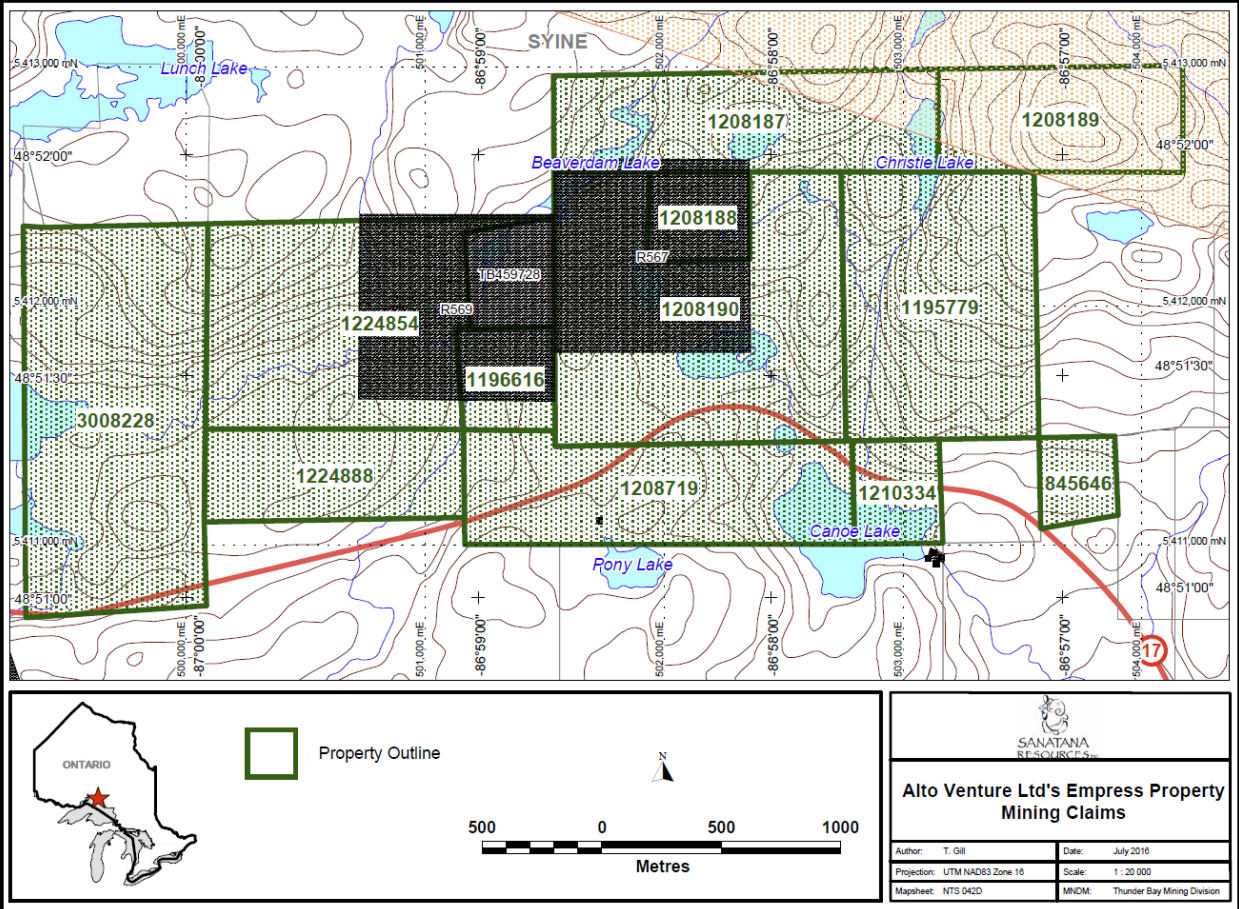 SYINE
500,000 mE
-87°00'00"
501,000 mE
-86°59'00"
502,000 mE
-86°58'00"
503,000 mE
-86°57'00"
504,000 mE
5,413,000 mN
Lunch Lake
5,413,000 mN
1208187
1208189
48°52'00"
48°52'00"
Beaverdam Lake
Christie Lake
1208188
R567
TB459728
5,412,000 mN
R569
1208190
1195779
5,412,000 mN
1224854
48°51'30"
1196616
48°51'30"
3008228
1224888
1208719
1210334
845646
Canoe Lake
5,411,000 mN
5,411,000 mN
Pony Lake
48°51'00"
48°51'00"
500,000 mE
-87°00'00"
501,000 mE
-86°59'00"
502,000 mE
-86°58'00"
503,000 mE
-86°57'00"
504,000 mE
17
ONTARIO
Property Outline
N
500 0 500 1000
Metres
SANATANA
RESOURCES
Alto Venture Ltd's Empress Property
Mining Claims
Author: T. Gill
Date: July 2016
Projection: UTM NAD83 Zone 16
Scale: 1 : 20 000
Mapsheet: NTS 042D
MNDM: Thunder Bay Mining Division